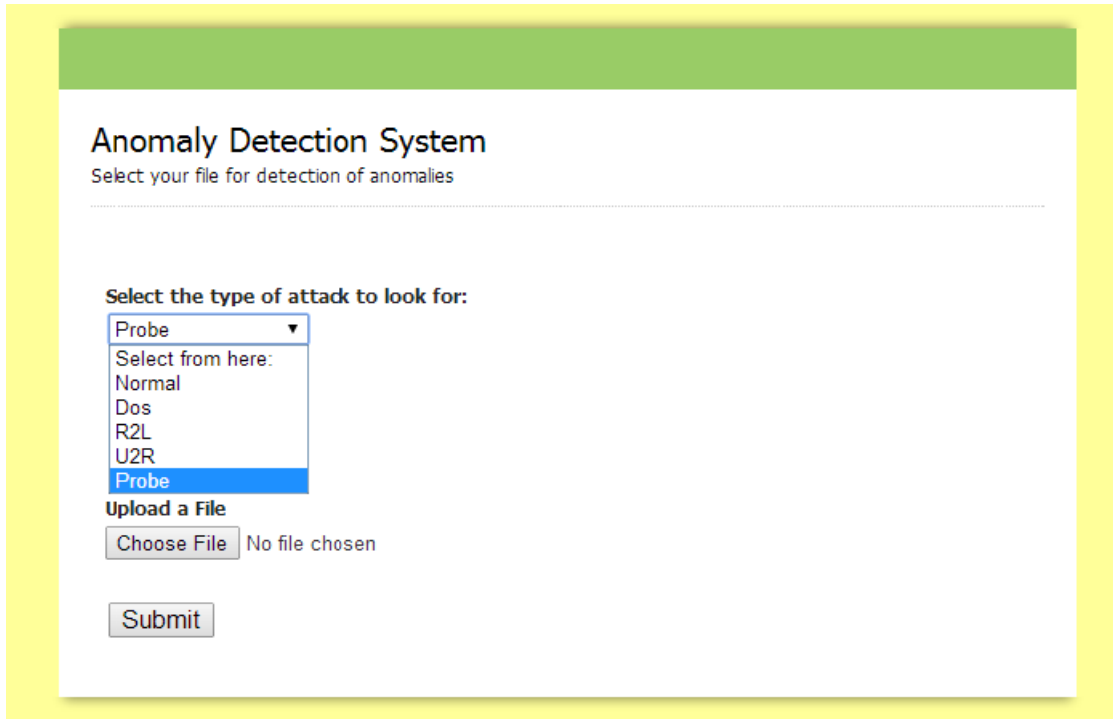 Anomaly Detection System
Select your file for detection of anomalies
Select the type of attack to look for:
Probe
Select from here:
Normal
Dos
R2L
U2R
Probe
Upload a File
Choose File No file chosen
Submit